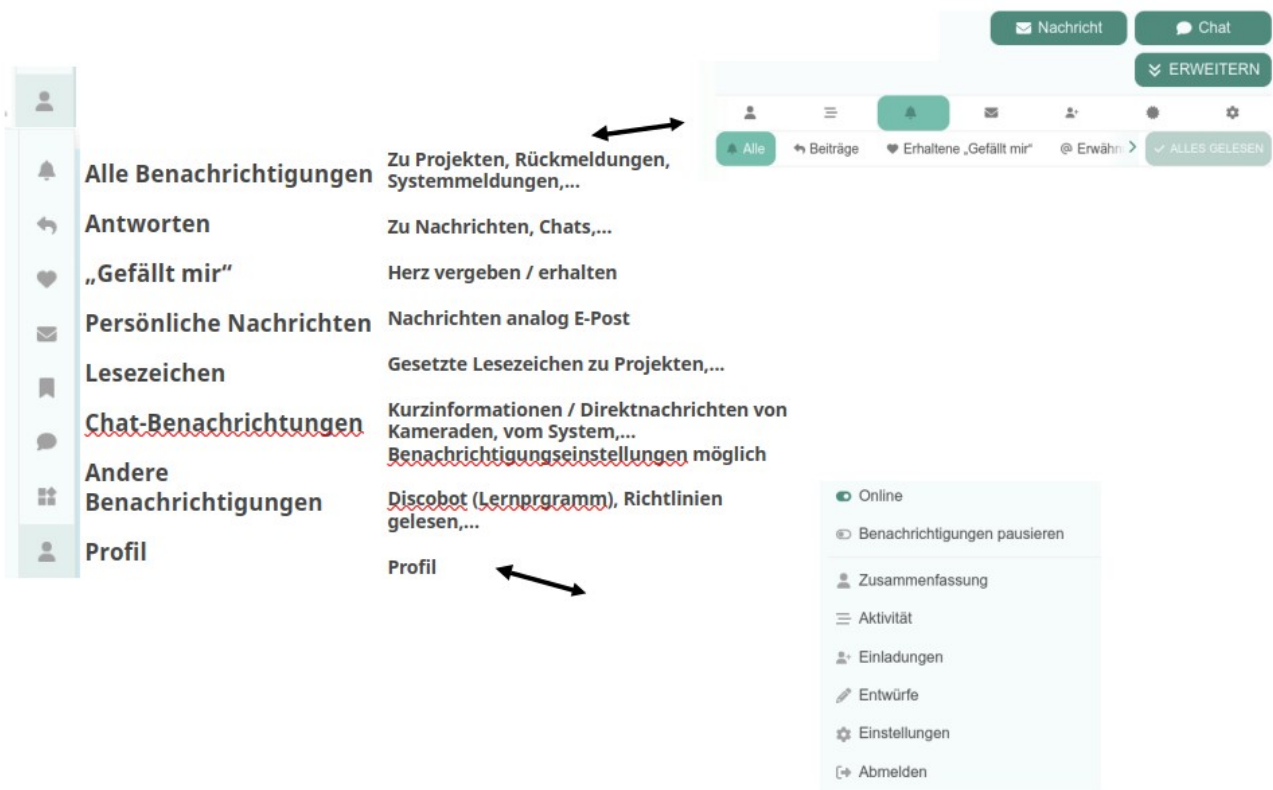 Nachricht
Chat
ERWEITERN
Alle
Beiträge
Erhaltene „Gefällt mir“
@ Erwähn
ALLES GELESEN
Alle Benachrichtigungen
Zu Projekten, Rückmeldungen,
Systemmeldungen,...
Antworten
Zu Nachrichten, Chats,...
„Gefällt mir“
Herz vergeben / erhalten
Persönliche Nachrichten
Nachrichten analog E-Post
Lesezeichen
Gesetzte Lesezeichen zu Projekten,...
Chat-Benachrichtungen
Kurzinformationen / Direktnachrichten von
Kameraden, vom System,...
Benachrichtigungseinstellungen möglich
Andere
Benachrichtigungen
Discobot (Lernprgramm), Richtlinien
gelesen,...
Profil
Profil
Online
Benachrichtigungen pausieren
Zusammenfassung
Aktivität
Einladungen
Entwürfe
Einstellungen
Abmelden